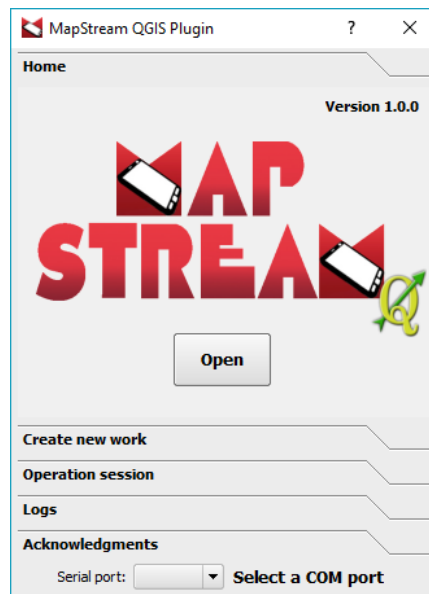 MapStream QGIS Plugin ?
Home
Version 1.0.0
MAP
STREAM
Q
Open
Create new work
Operation session
Logs
Acknowledgments
Serial port: Select a COM port